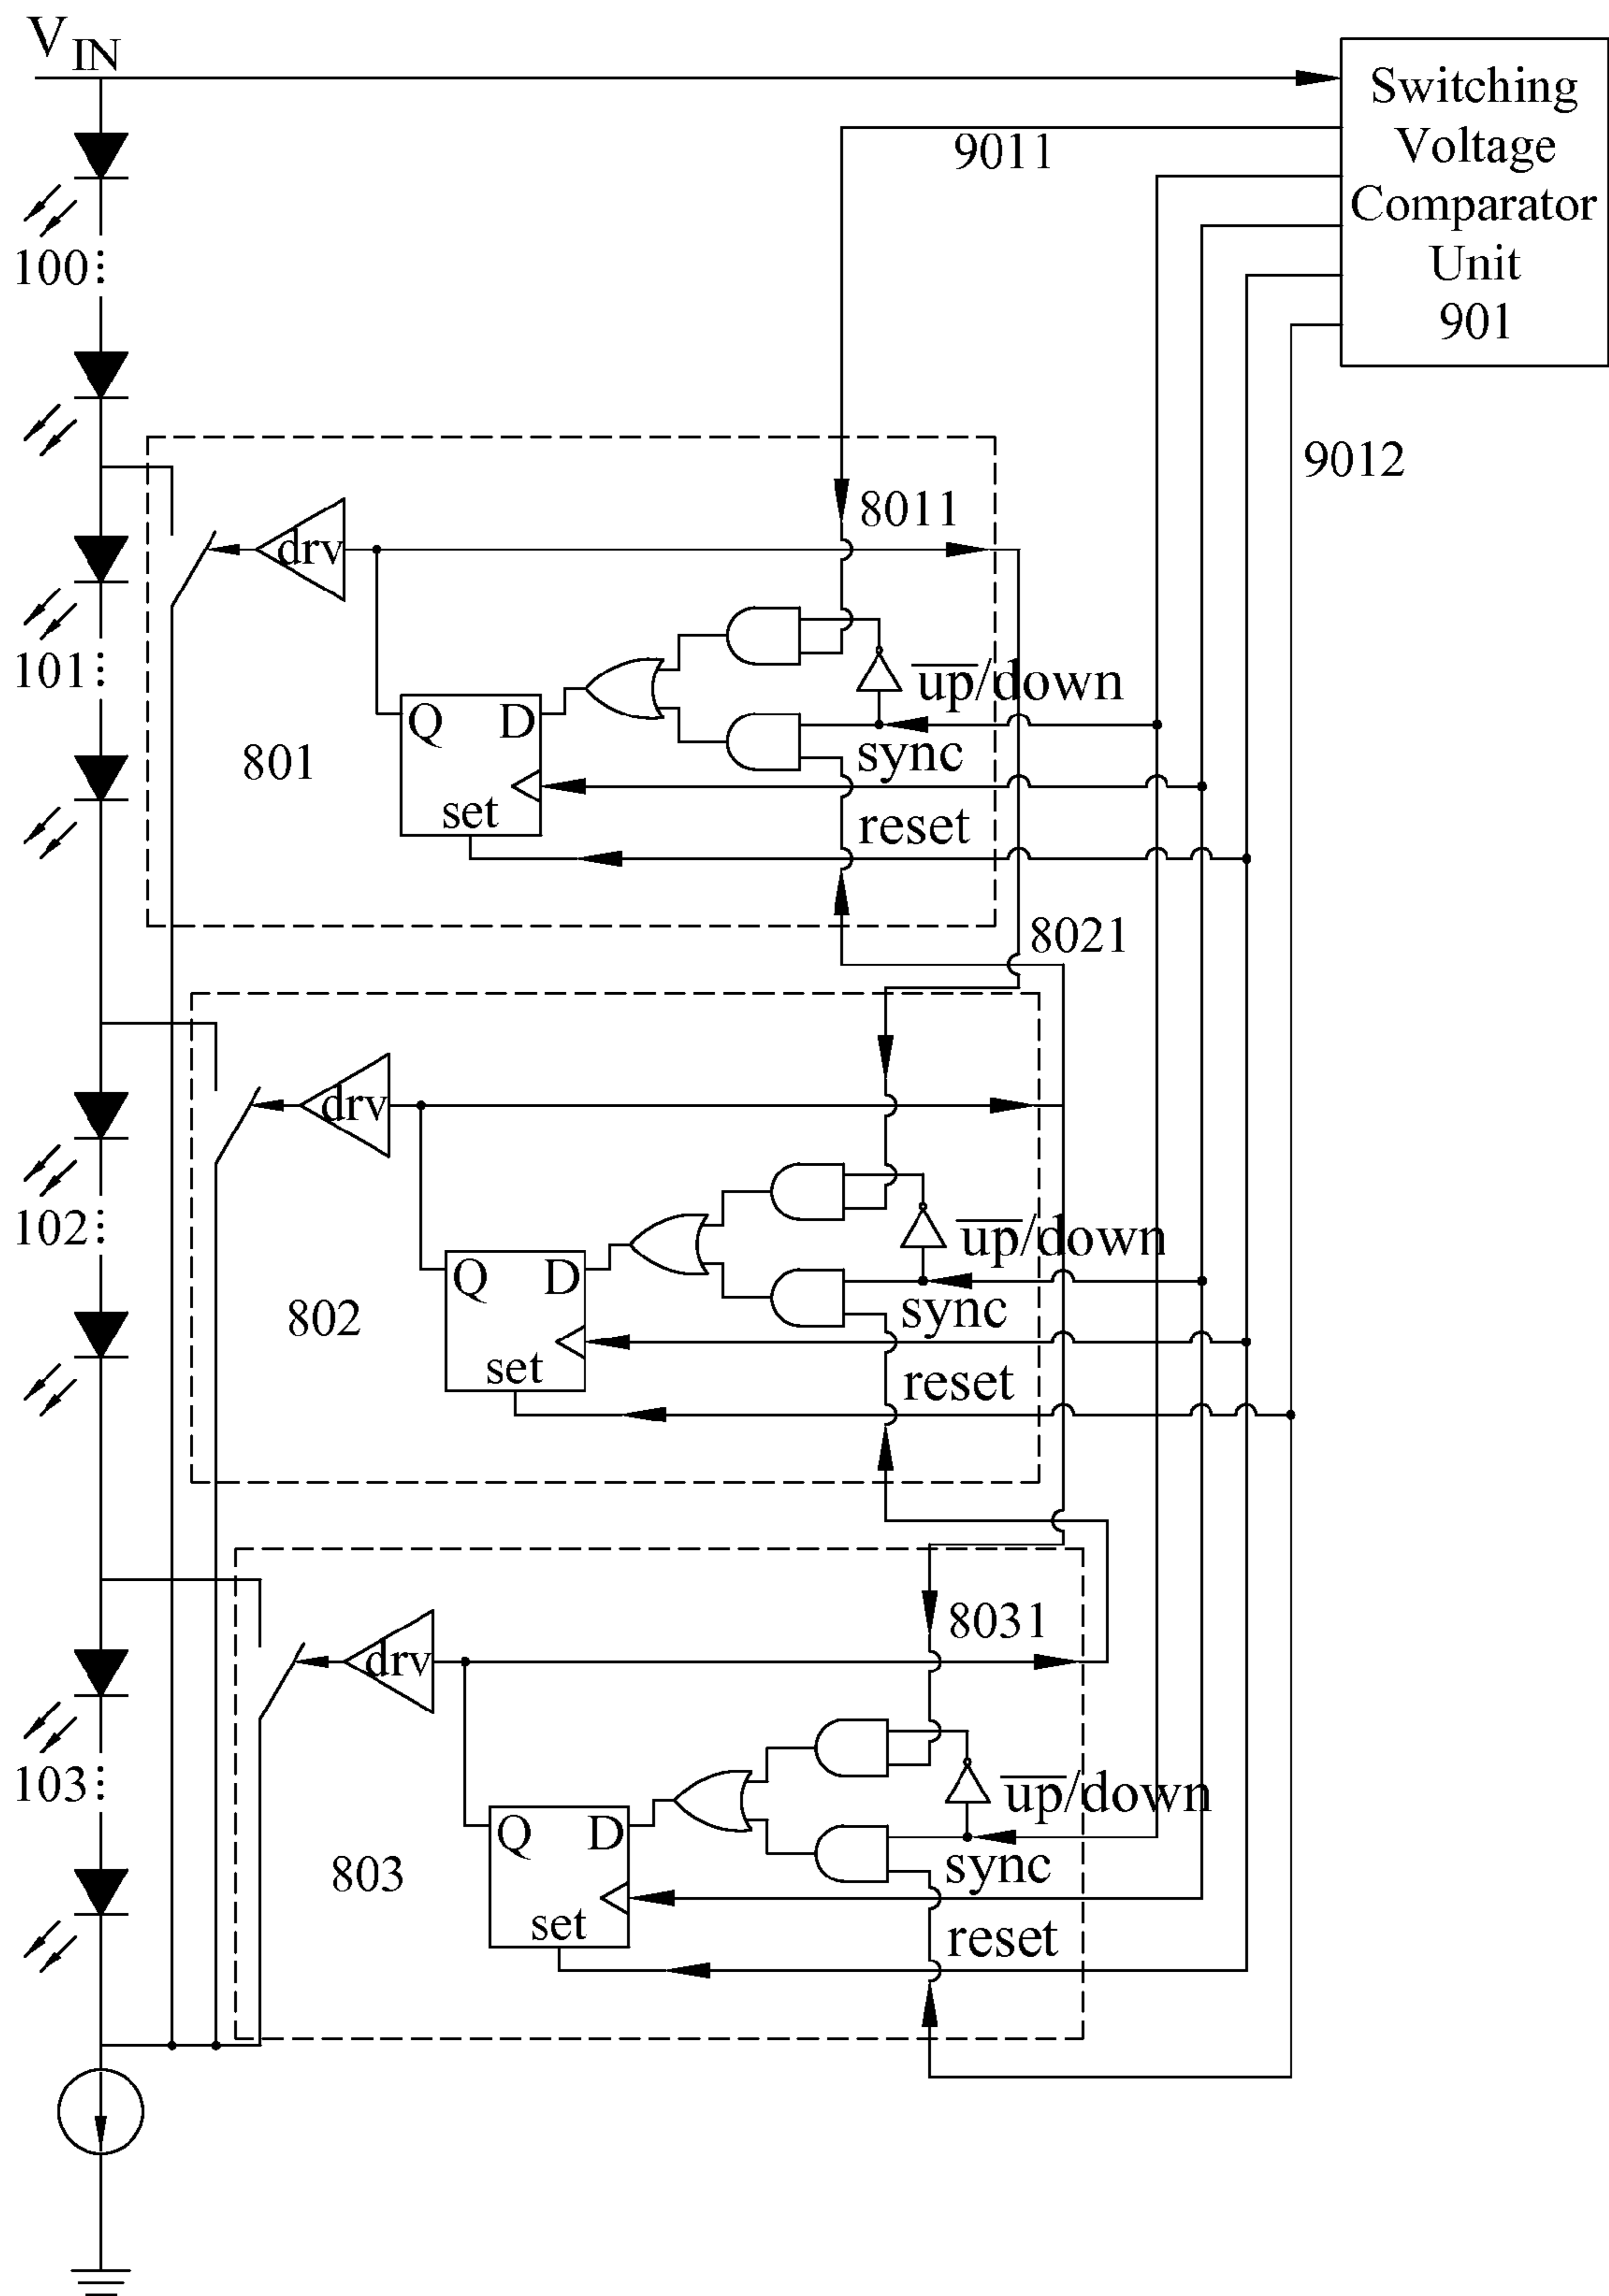 V IN
Switching
Voltage
Comparator
Unit
901
9011
100
9012
8011
drv
101
up/down
Q D
801
sync
set
reset
8021
drv
102
up/down
Q D
802
sync
set
reset
8031
drv
103
up/down
Q D
803
sync
set
reset